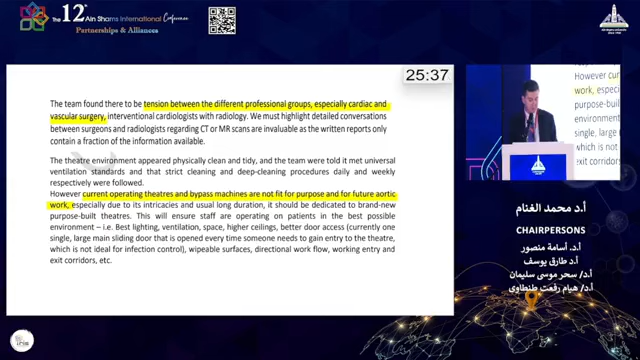 The 12th Ain Shams International Conference
Partnerships & Alliances
25:37
The team found there to be tension between the different professional groups, especially cardiac and
vascular surgery, interventional cardiologists with radiology. We must highlight detailed conversations
between surgeons and radiologists regarding CT or MR scans are invaluable as the written reports only
contain a fraction of the information available.
The theatre environment appeared physically clean and tidy, and the team were told it met universal
ventilation standards and that strict cleaning and deep-cleaning procedures daily and weekly
respectively were followed.
However current operating theatres and bypass machines are not fit for purpose and for future aortic
work, especially due to its intricacies and usual long duration, it should be dedicated to brand-new
purpose-built theatres. This will ensure staff are operating on patients in the best possible
environment – i.e. Best lighting, ventilation, space, higher ceilings, better door access (currently one
single, large main sliding door that is opened every time someone needs to gain entry to the theatre,
which is not ideal for infection control), wipeable surfaces, directional work flow, working entry and
exit corridors, etc.
However
work, espec
purpose-built
environment
single, large
which is no
exit corridors
أ.د محمد الغنام
CHAIRPERSONS
أ.د. أسامة منصور
أ.د طارق يوسف
أ.د/ سحر موسى سليمان
أ.د/ هيام رفعت طنطاوي